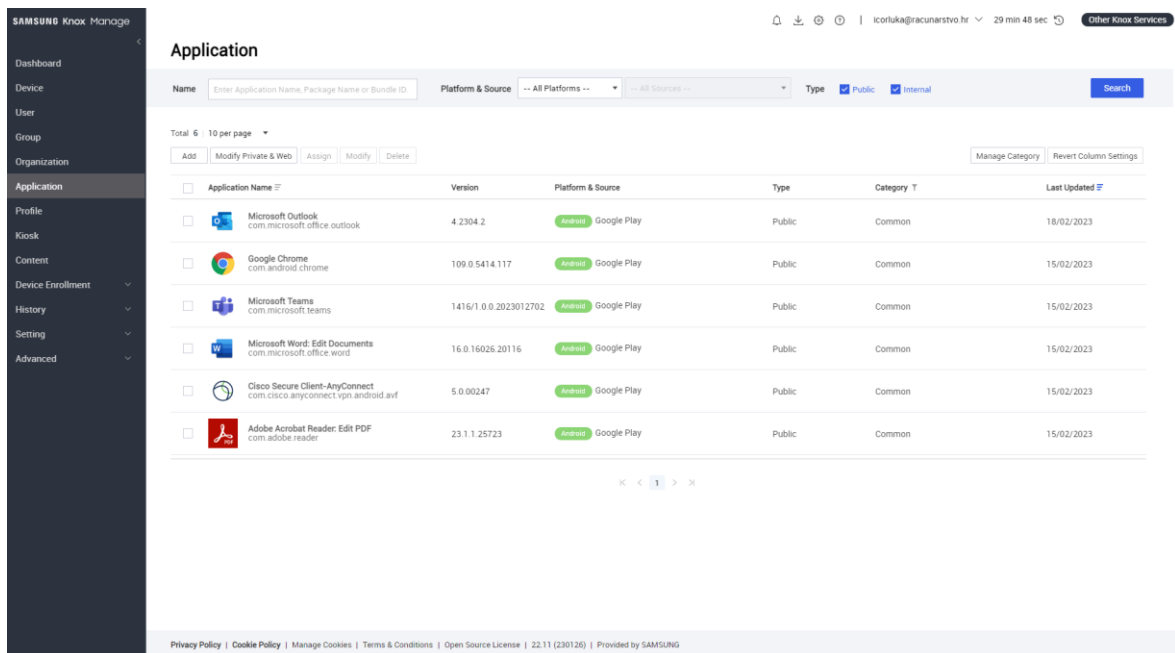 SAMSUNG Knox Manage
icorluka@racunarstvo.hr 29 min 48 sec Other Knox Services
Dashboard
Device
User
Group
Organization
Application
Profile
Kiosk
Content
Device Enrollment
History
Setting
Advanced
Application
Name Enter Application Name, Package Name or Bundle ID. Platform & Source -- All Platforms -- -- All Sources -- Type Public Internal Search
Total 6 10 per page
Add Modify Private & Web Assign Modify Delete Manage Category Revert Column Settings
Application Name Version Platform & Source Type Category Last Updated
Microsoft Outlook
com.microsoft.office.outlook 4.2304.2 Android Google Play Public Common 18/02/2023
Google Chrome
com.android.chrome 109.0.5414.117 Android Google Play Public Common 15/02/2023
Microsoft Teams
com.microsoft.teams 1416/1.0.0.2023012702 Android Google Play Public Common 15/02/2023
Microsoft Word: Edit Documents
com.microsoft.office.word 16.0.16026.20116 Android Google Play Public Common 15/02/2023
Cisco Secure Client-AnyConnect
com.cisco.anyconnect.vpn.android.avf 5.0.00247 Android Google Play Public Common 15/02/2023
Adobe Acrobat Reader: Edit PDF
com.adobe.reader 23.1.1.25723 Android Google Play Public Common 15/02/2023
1
Privacy Policy | Cookie Policy | Manage Cookies | Terms & Conditions | Open Source License | 22.11 (230126) | Provided by SAMSUNG